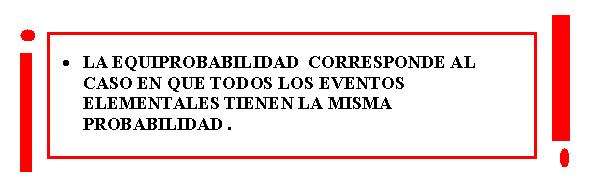 • LA EQUIPROBABILIDAD CORRESPONDE AL
CASO EN QUE TODOS LOS EVENTOS
ELEMENTALES TIENEN LA MISMA
PROBABILIDAD .